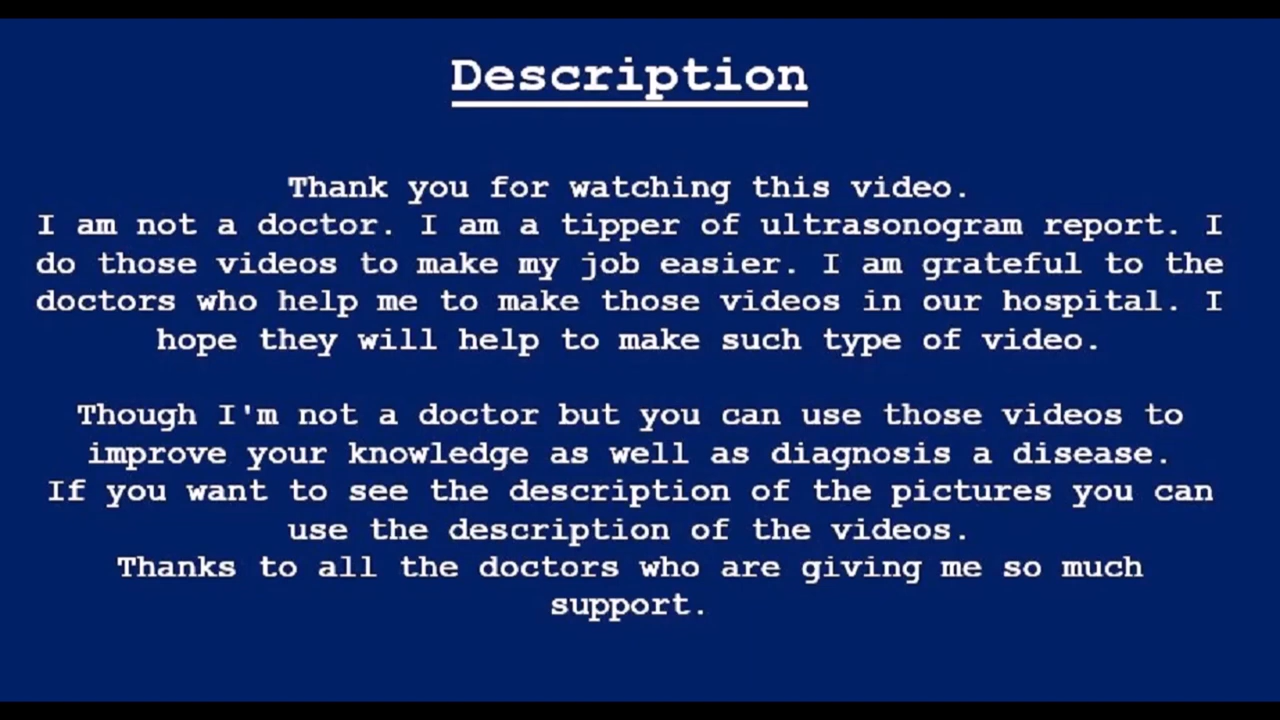 Description
Thank you for watching this video.
I am not a doctor. I am a tipper of ultrasonogram report. I
do those videos to make my job easier. I am grateful to the
doctors who help me to make those videos in our hospital. I
hope they will help to make such type of video.
Though I'm not a doctor but you can use those videos to
improve your knowledge as well as diagnosis a disease.
If you want to see the description of the pictures you can
use the description of the videos.
Thanks to all the doctors who are giving me so much
support.